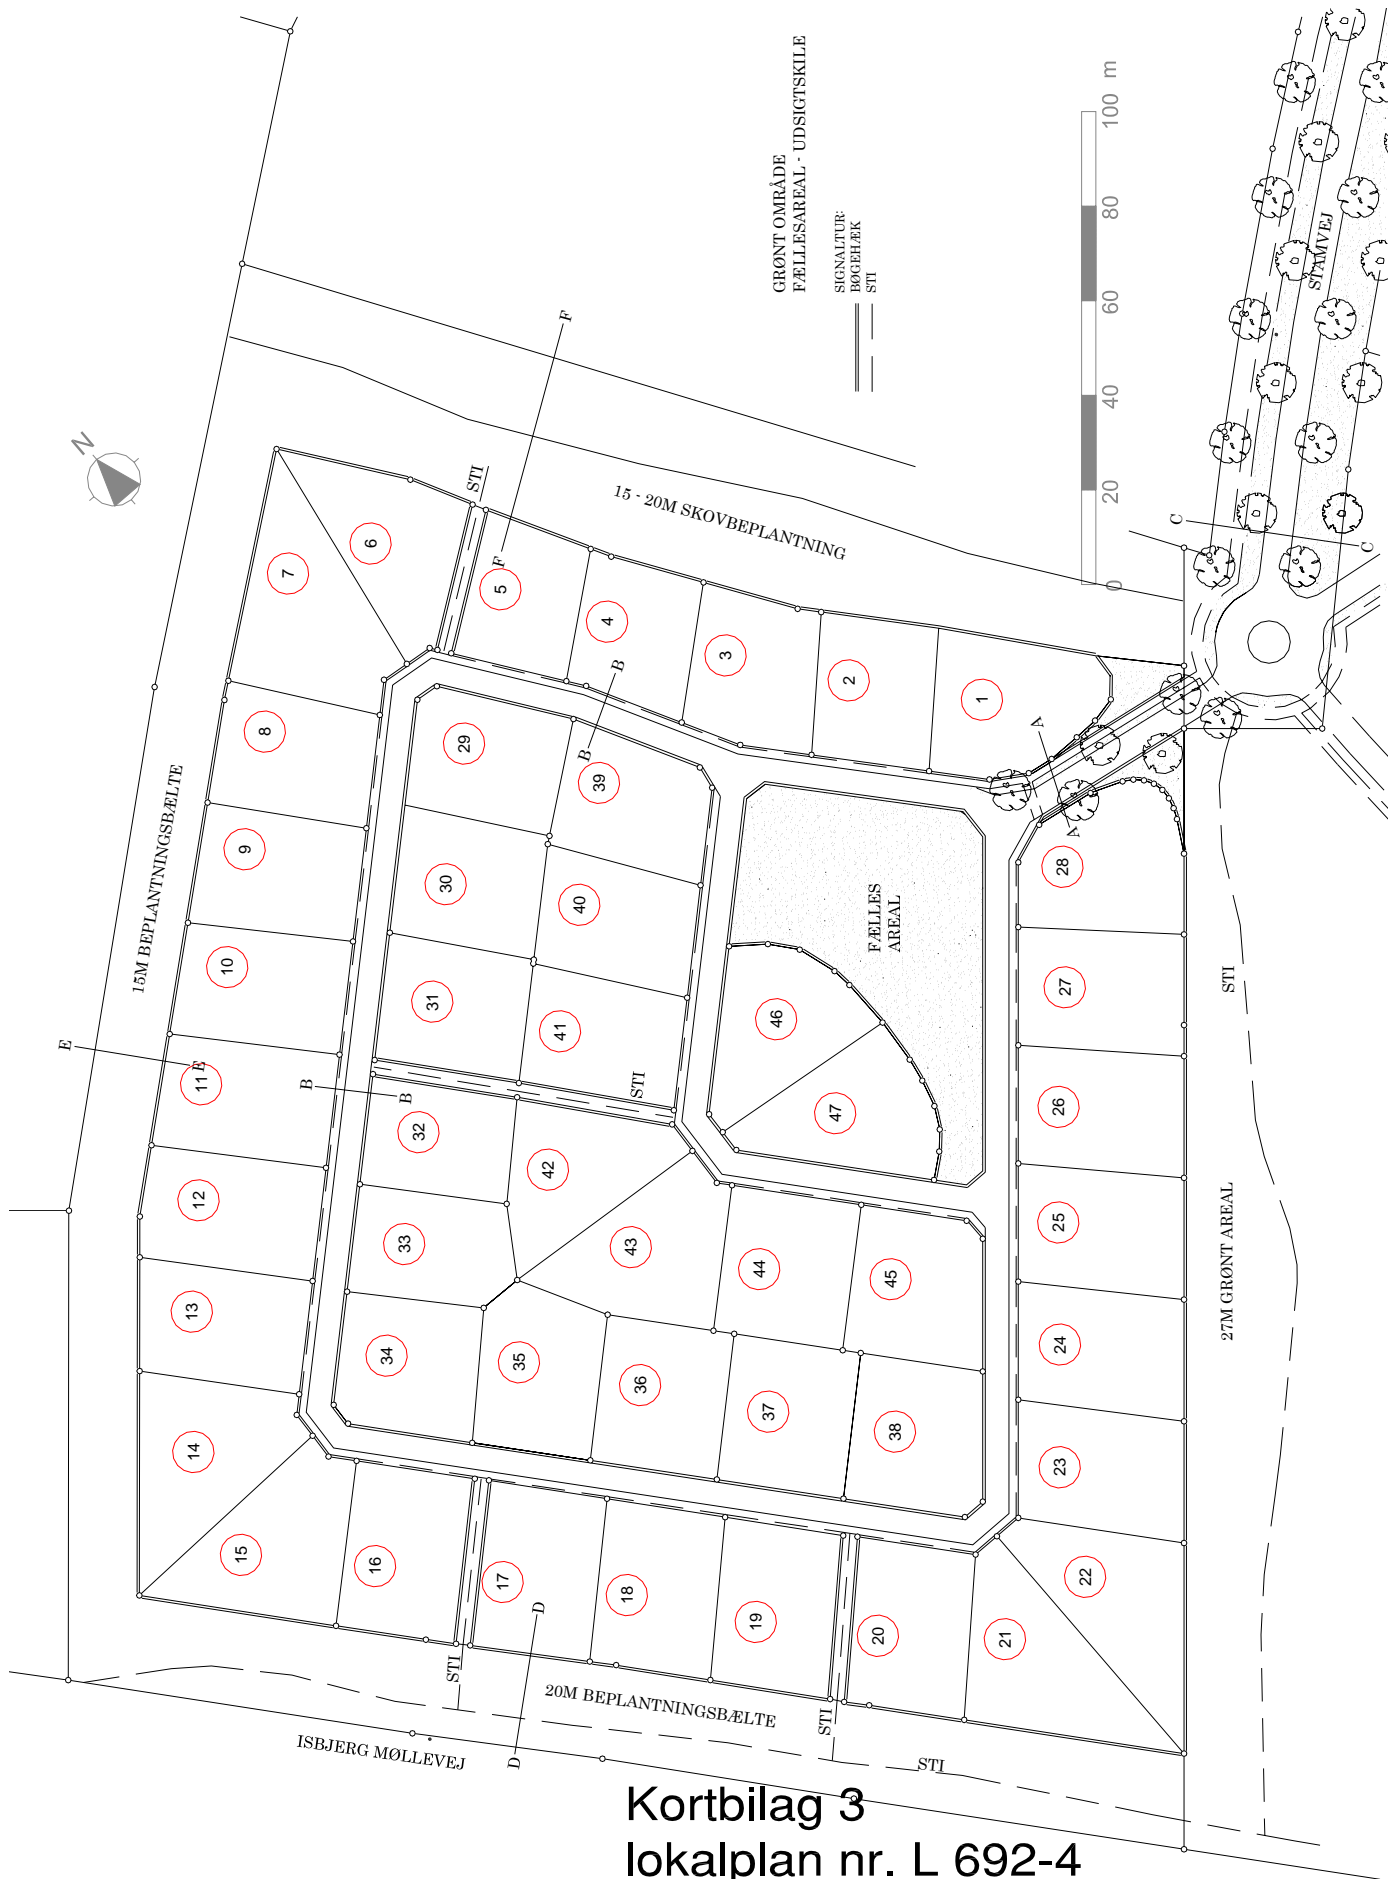 GRØNT OMRÅDE
FÆLLESAREAL - UDSIGTSKILE
SIGNALTUR:
BØGEHÆK
STI
0 20 40 60 80 100 m
N
STAMVEJ
C
C
F
F
STI
15 - 20M SKOVBEPLANTNING
15M BEPLANTNINGSBÆLTE
E
E
B
B
B
B
A
A
7
6
5
4
3
2
1
8
9
10
11
12
13
14
15
16
17
18
19
20
21
22
23
24
25
26
27
28
29
39
30
40
31
41
32
42
33
43
34
35
36
44
37
45
38
46
47
FÆLLES
AREAL
STI
STI
27M GRØNT AREAL
STI
D
D
STI
20M BEPLANTNINGSBÆLTE
STI
ISBJERG MØLLEVEJ
Kortbilag 3
lokalplan nr. L 692-4